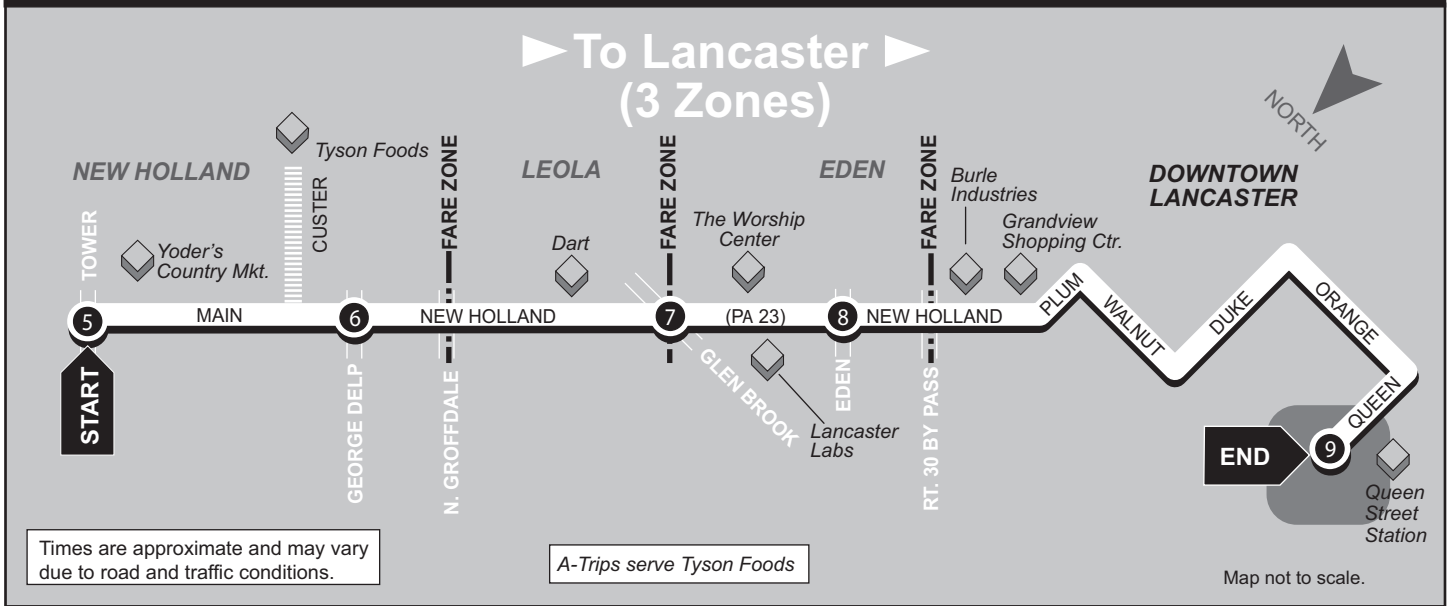 To Lancaster
(3 Zones)
NORTH
NEW HOLLAND
Tyson Foods
LEOLA
EDEN
DOWNTOWN
LANCASTER
TOWER
Yoder's
Country Mkt.
CUSTER
FARE ZONE
Dart
FARE ZONE
The Worship
Center
FARE ZONE
Burle
Industries
Grandview
Shopping Ctr.
5
MAIN
6
NEW HOLLAND
7
(PA 23)
8
NEW HOLLAND
PLUM
WALNUT
DUKE
ORANGE
QUEEN
9
START
GEORGE DELP
N. GROFFDALE
GLEN BROOK
Lancaster
Labs
EDEN
RT. 30 BY PASS
END
Queen
Street
Station
Times are approximate and may vary
due to road and traffic conditions.
A-Trips serve Tyson Foods
Map not to scale.